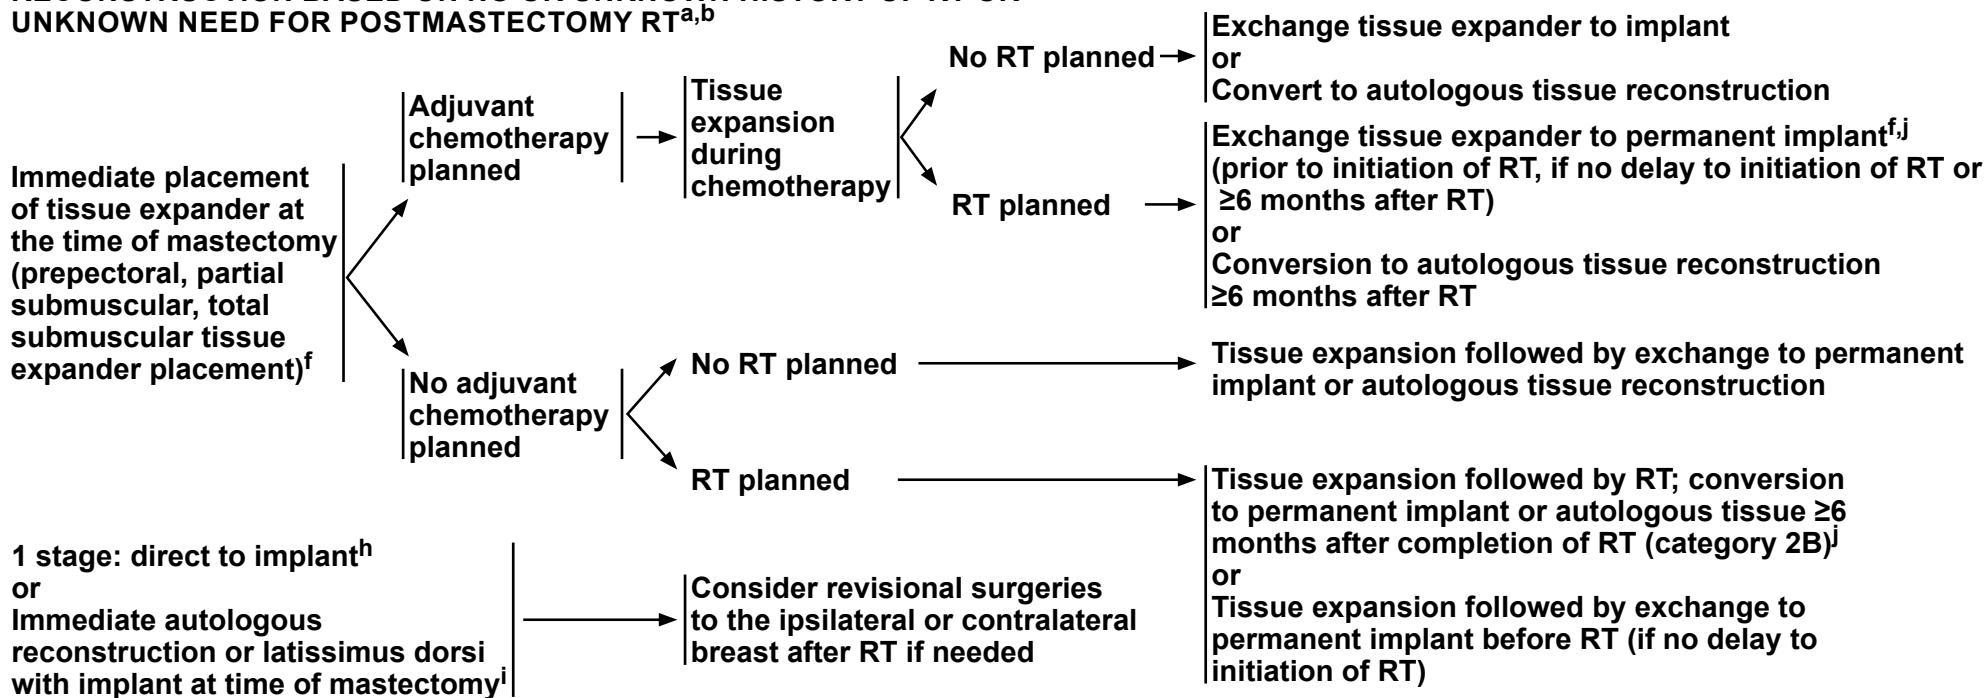 UNKNOWN NEED FOR POSTMASTECTOMY RTa,b
Immediate placement
of tissue expander at
the time of mastectomy
(prepectoral, partial
submuscular, total
submuscular tissue
expander placement)f
Adjuvant
chemotherapy
planned
Tissue
expansion
during
chemotherapy
No RT planned
Exchange tissue expander to implant
or
Convert to autologous tissue reconstruction
RT planned
Exchange tissue expander to permanent implantf,j
(prior to initiation of RT, if no delay to initiation of RT or
≥6 months after RT)
or
Conversion to autologous tissue reconstruction
≥6 months after RT
No adjuvant
chemotherapy
planned
No RT planned
Tissue expansion followed by exchange to permanent
implant or autologous tissue reconstruction
RT planned
Tissue expansion followed by RT; conversion
to permanent implant or autologous tissue ≥6
months after completion of RT (category 2B)j
or
Tissue expansion followed by exchange to
permanent implant before RT (if no delay to
initiation of RT)
1 stage: direct to implanth
or
Immediate autologous
reconstruction or latissimus dorsi
with implant at time of mastectomyi
Consider revisional surgeries
to the ipsilateral or contralateral
breast after RT if needed